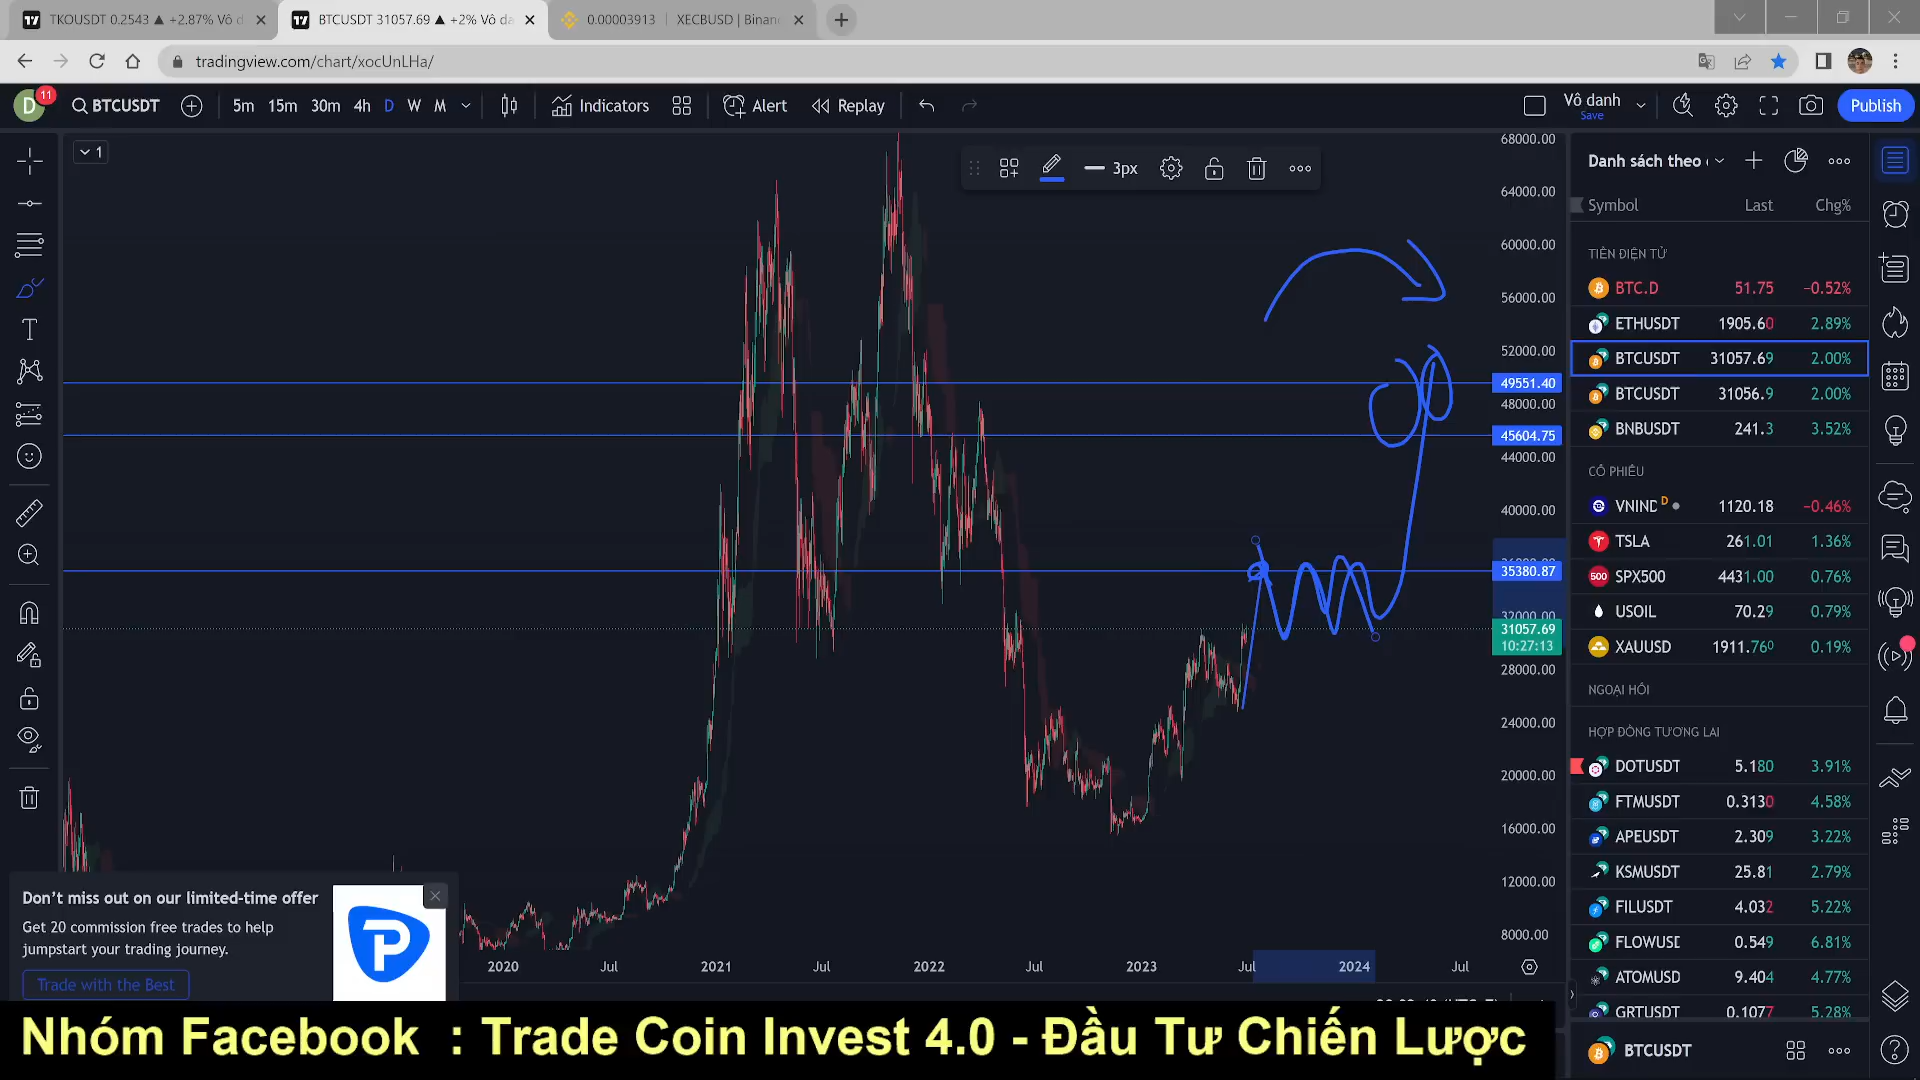 TKOUSDT 0.2543 ▲ +2.87% Vô d
BTCUSDT 31057.69 ▲ +2% Vô da
0.00003913 | XECBUSD | Binan
tradingview.com/chart/xocUnLHa/
D 11 BTCUSDT 5m 15m 30m 4h D W M Indicators Alert Replay Vô danh Save Publish
1
3px
68000.00
64000.00
60000.00
56000.00
52000.00
49551.40
48000.00
45604.75
44000.00
40000.00
35380.87
32000.00
31057.69
10:27:13
28000.00
24000.00
20000.00
16000.00
12000.00
8000.00
2020 Jul 2021 Jul 2022 Jul 2023 Jul 2024 Jul
Danh sách theo
Symbol Last Chg%
TIỀN ĐIỆN TỬ
BTC.D 51.75 −0.52%
ETHUSDT 1905.60 2.89%
BTCUSDT 31057.69 2.00%
BTCUSDT 31056.9 2.00%
BNBUSDT 241.3 3.52%
CỔ PHIẾU
VNIND D 1120.18 −0.46%
TSLA 261.01 1.36%
500 SPX500 4431.00 0.76%
USOIL 70.29 0.79%
XAUUSD 1911.760 0.19%
NGOẠI HỐI
HỢP ĐỒNG TƯƠNG LAI
DOTUSDT 5.180 3.91%
FTMUSDT 0.3130 4.58%
APEUSDT 2.309 3.22%
KSMUSDT 25.81 2.79%
FILUSDT 4.032 5.22%
FLOWUSD 0.549 6.81%
ATOMUSD 9.404 4.77%
GRTUSDT 0.1077 5.28%
BTCUSDT
Don't miss out on our limited-time offer
Get 20 commission free trades to help
jumpstart your trading journey.
Trade with the Best
Nhóm Facebook : Trade Coin Invest 4.0 - Đầu Tư Chiến Lược